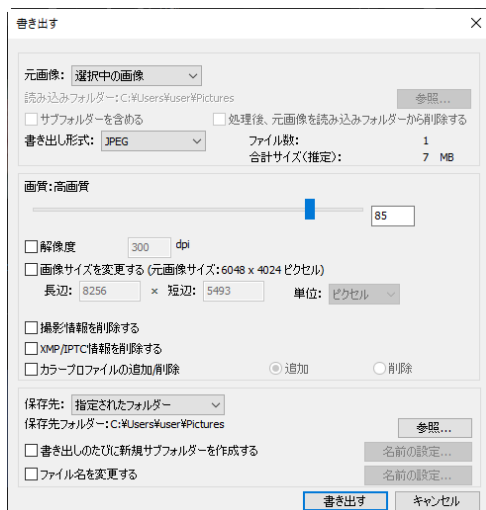 書き出す
元画像: 選択中の画像
読み込みフォルダー:C:¥Users¥user¥Pictures 参照...
サブフォルダーを含める 処理後、元画像を読み込みフォルダーから削除する
書き出し形式: JPEG ファイル数: 1
合計サイズ(推定): 7 MB
画質:高画質
85
解像度 300 dpi
画像サイズを変更する (元画像サイズ:6048 x 4024 ピクセル)
長辺: 8256 × 短辺: 5493 単位: ピクセル
撮影情報を削除する
XMP/IPTC情報を削除する
カラープロファイルの追加/削除 追加 削除
保存先: 指定されたフォルダー
保存先フォルダー:C:¥Users¥user¥Pictures 参照...
書き出しのたびに新規サブフォルダーを作成する 名前の設定...
ファイル名を変更する 名前の設定...
書き出す キャンセル